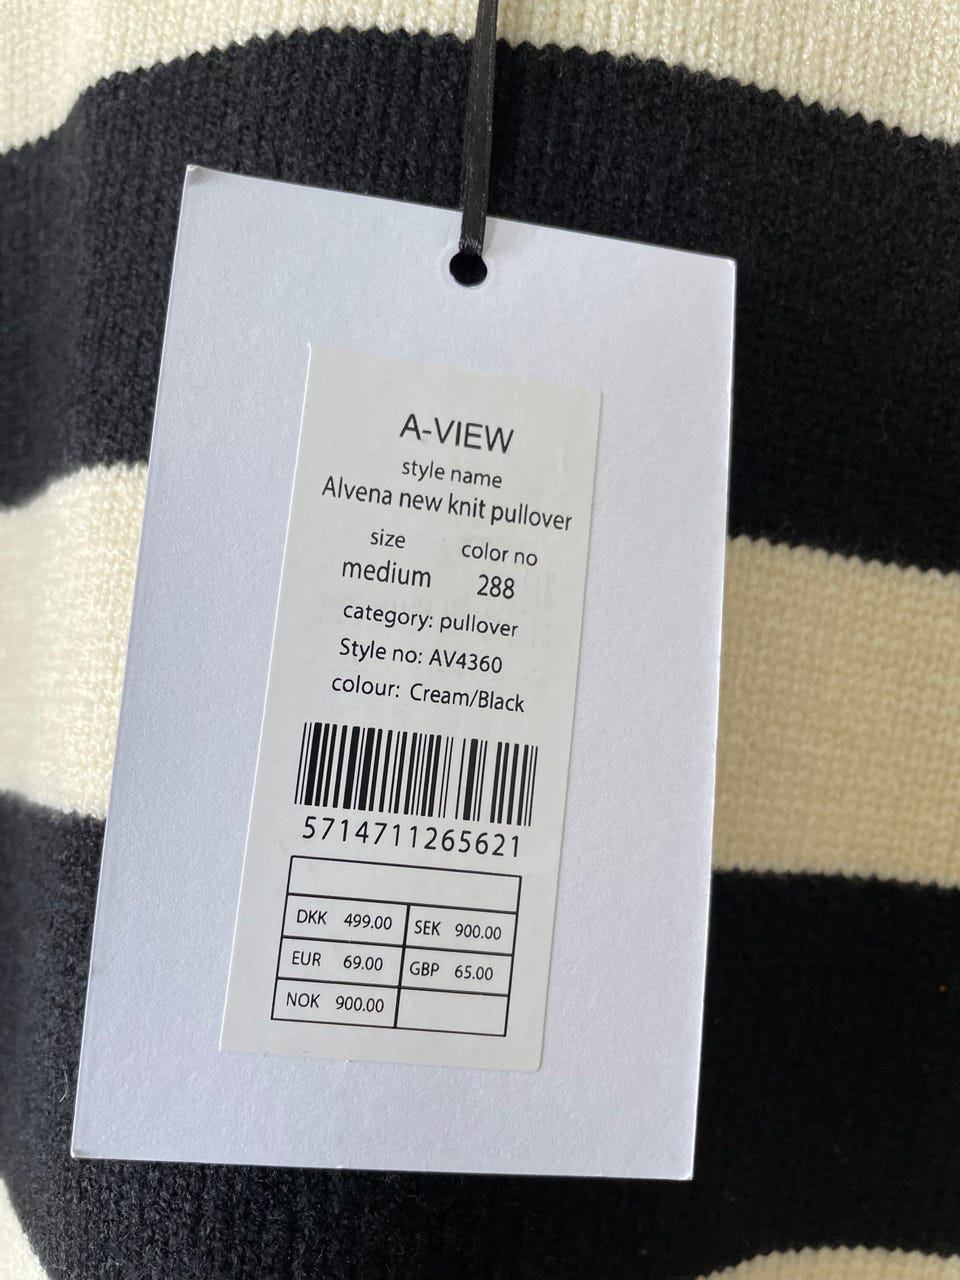 A-VIEW
style name
Alvena new knit pullover
size color no
medium 288
category: pullover
Style no: AV4360
colour: Cream/Black
5714711265621
DKK 499.00 SEK 900.00
EUR 69.00 GBP 65.00
NOK 900.00